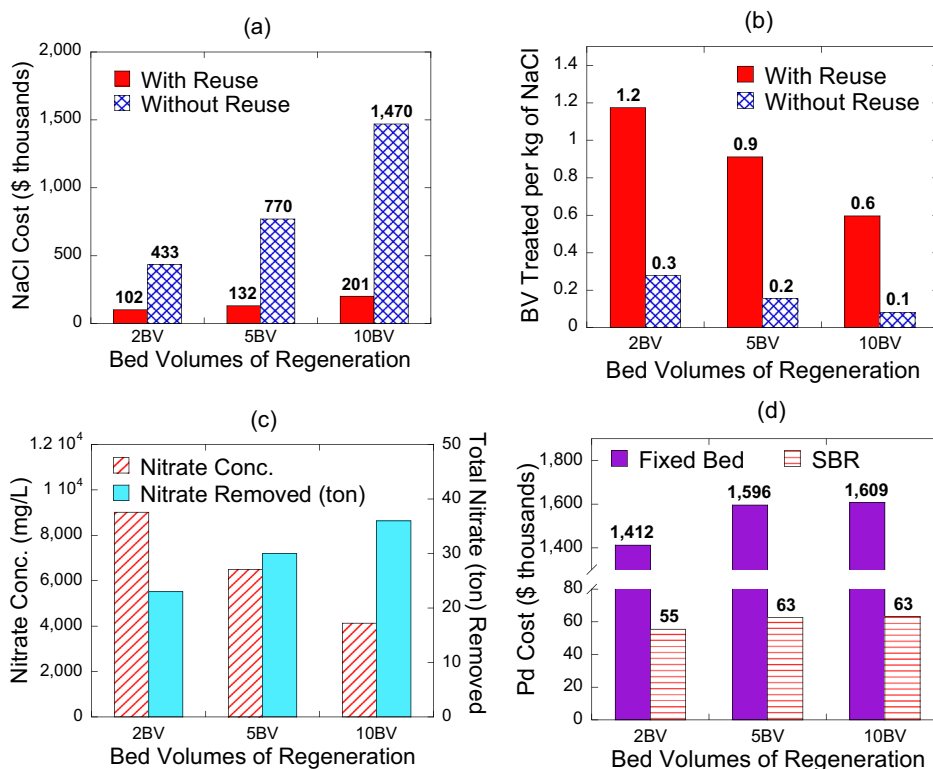 (a)
2,000
1,500
1,000
500
0
NaCl Cost ($ thousands)
With Reuse
Without Reuse
102
433
132
770
201
1,470
2BV
5BV
10BV
Bed Volumes of Regeneration
(b)
1.6
1.4
1.2
1
0.8
0.6
0.4
0.2
0
BV Treated per kg of NaCl
With Reuse
Without Reuse
1.2
0.3
0.9
0.2
0.6
0.1
2BV
5BV
10BV
Bed Volumes of Regeneration
(c)
1.2 10⁴
1 10⁴
8,000
6,000
4,000
2,000
0
Nitrate Conc. (mg/L)
Nitrate Conc.
Nitrate Removed (ton)
50
40
30
20
10
0
Total Nitrate (ton) Removed
2BV
5BV
10BV
Bed Volumes of Regeneration
(d)
1,800
1,600
1,400
80
60
40
20
0
Pd Cost ($ thousands)
Fixed Bed
SBR
1,412
55
1,596
63
1,609
63
2BV
5BV
10BV
Bed Volumes of Regeneration